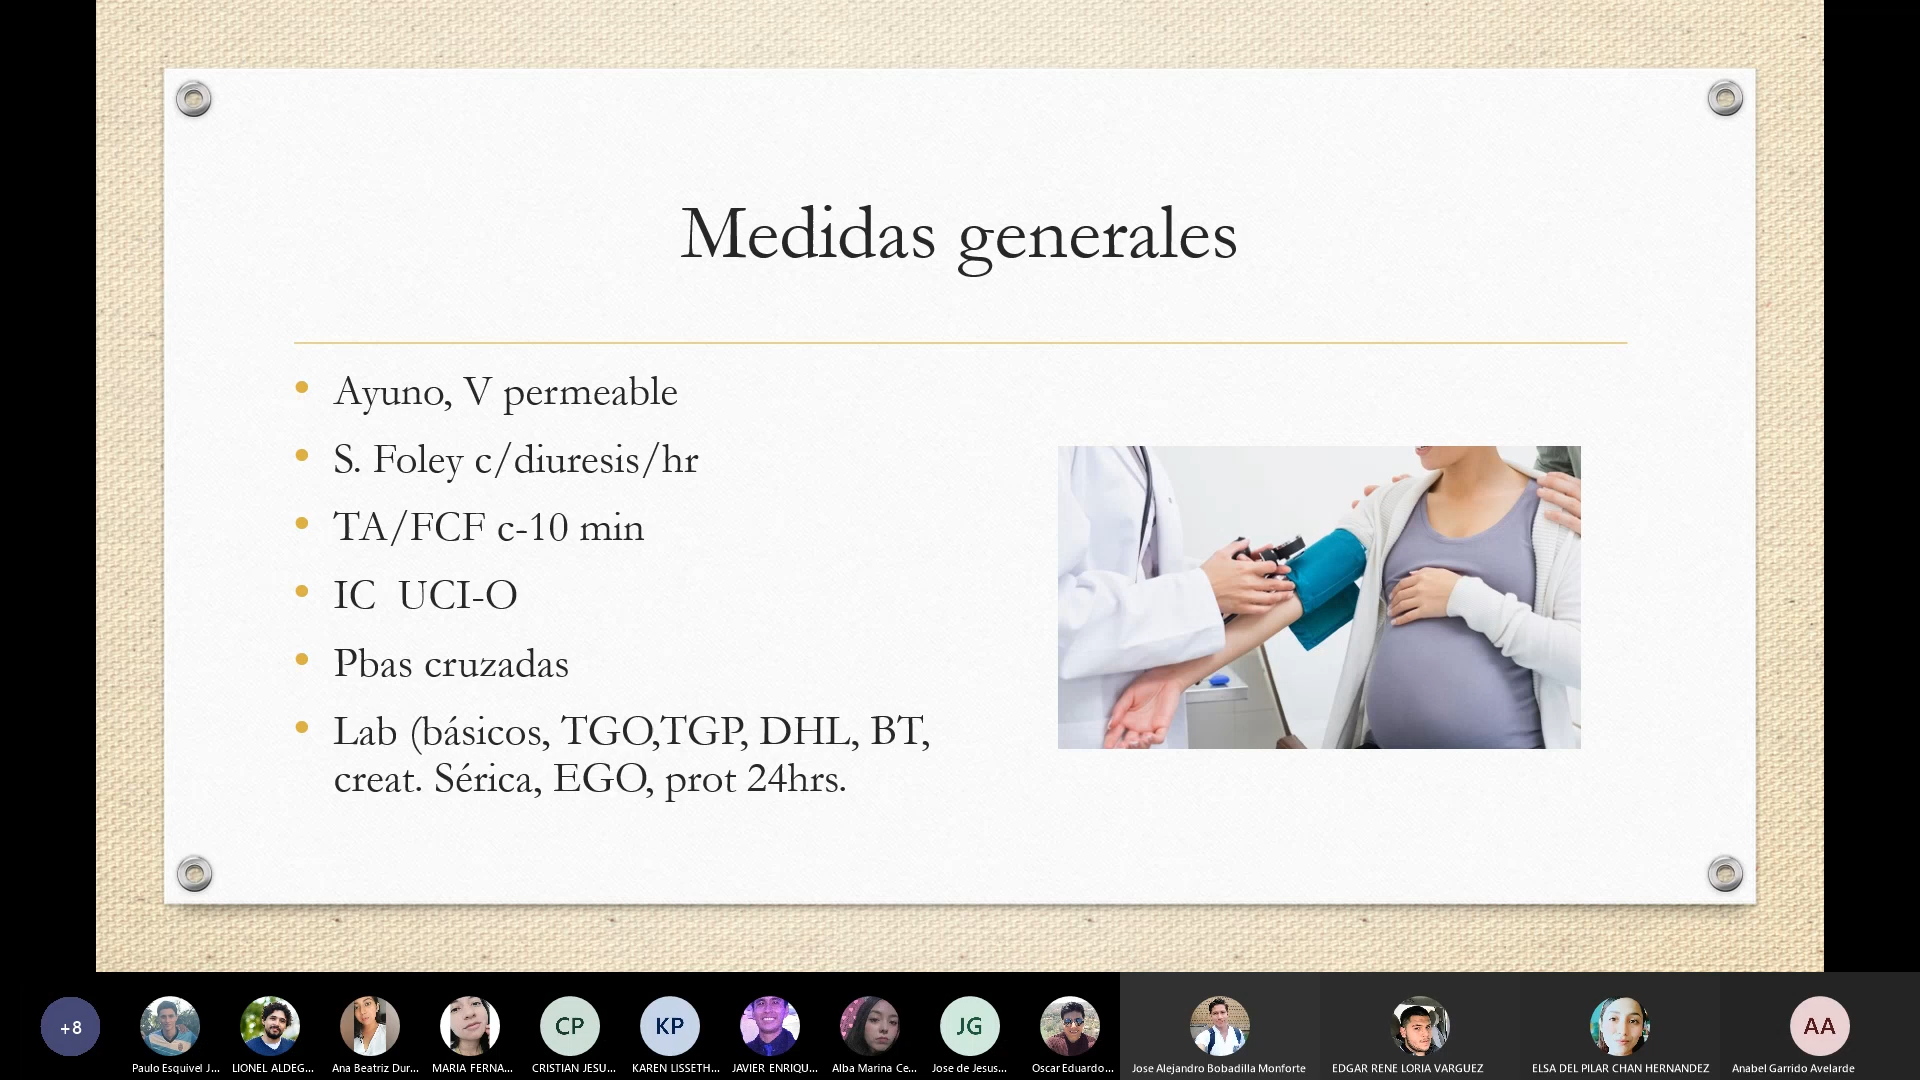 Medidas generales
Ayuno, V permeable
S. Foley c/diuresis/hr
TA/FCF c-10 min
IC  UCI-O
Pbas cruzadas
Lab (básicos, TGO,TGP, DHL, BT,
creat. Sérica, EGO, prot 24hrs.
+8
CP
KP
JG
AA
Paulo Esquivel J...
LIONEL ALDEG...
Ana Beatriz Dur...
MARIA FERNA...
CRISTIAN JESU...
KAREN LISSETH...
JAVIER ENRIQU...
Alba Marina Ce...
Jose de Jesus...
Oscar Eduardo...
Jose Alejandro Bobadilla Monforte
EDGAR RENE LORIA VARGUEZ
ELSA DEL PILAR CHAN HERNANDEZ
Anabel Garrido Avelarde